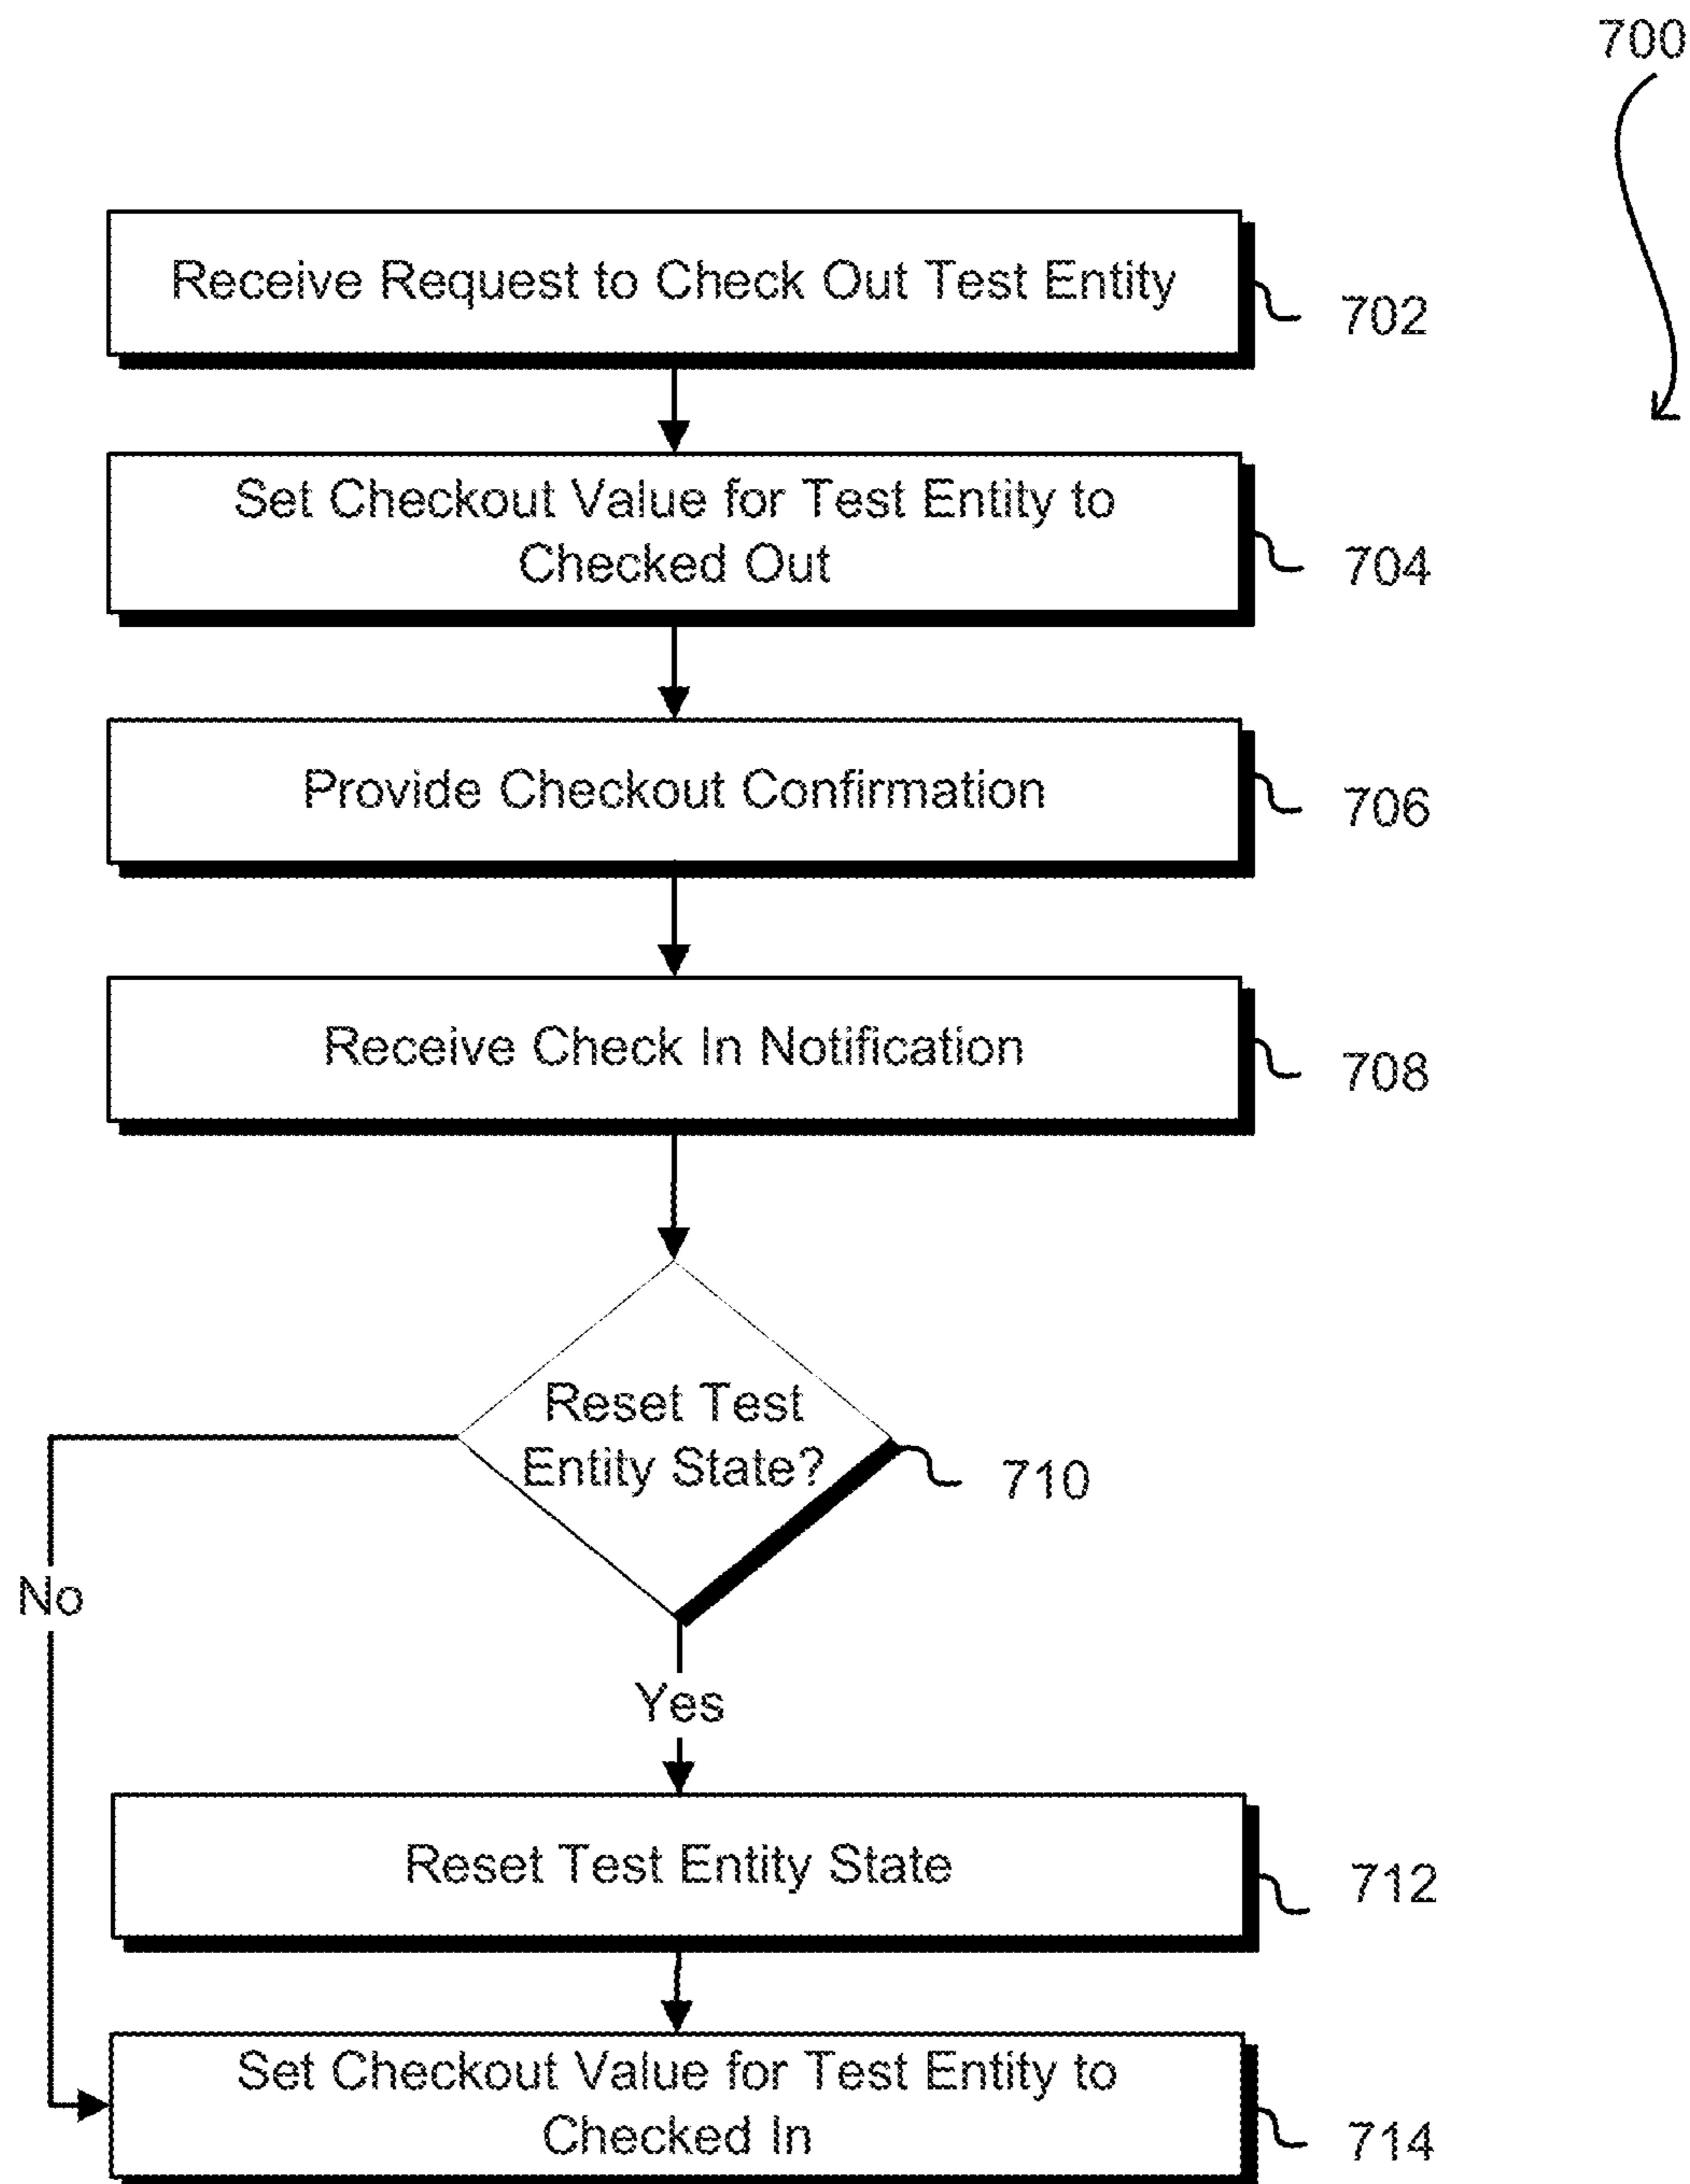 700
Receive Request to Check Out Test Entity
702
Set Checkout Value for Test Entity to
Checked Out
704
Provide Checkout Confirmation
706
Receive Check In Notification
708
Reset Test
Entity State?
710
No
Yes
Reset Test Entity State
712
Set Checkout Value for Test Entity to
Checked In
714